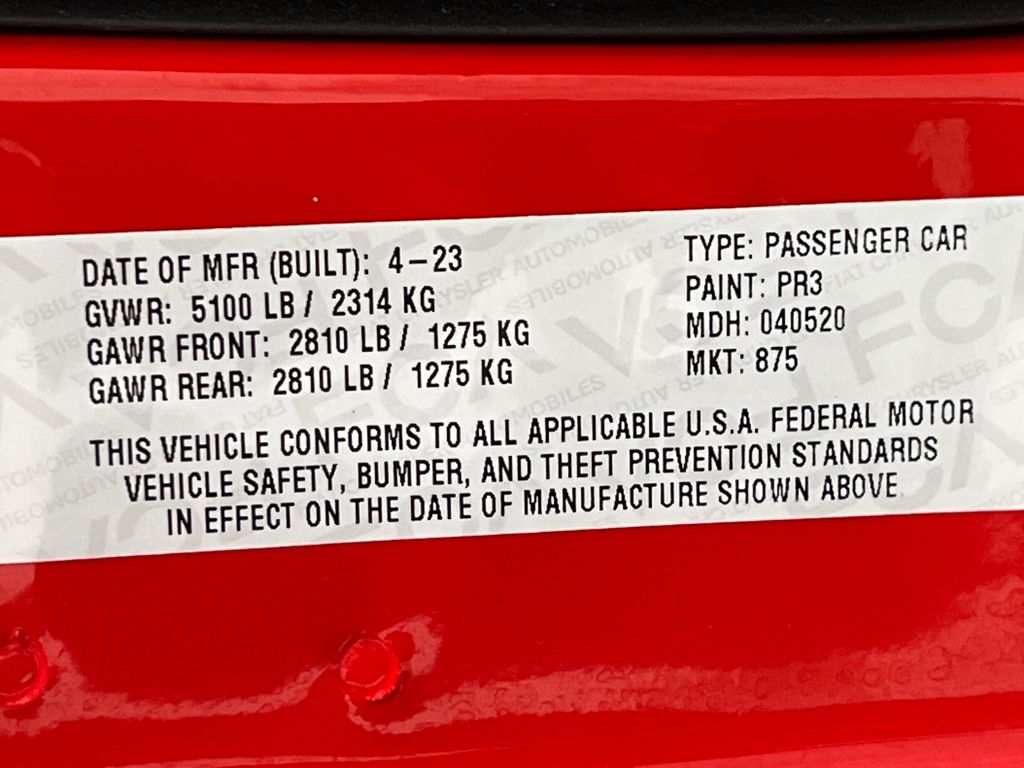 DATE OF MFR (BUILT): 4-23
GVWR: 5100 LB / 2314 KG
GAWR FRONT: 2810 LB / 1275 KG
GAWR REAR: 2810 LB / 1275 KG
TYPE: PASSENGER CAR
PAINT: PR3
MDH: 040520
MKT: 875
THIS VEHICLE CONFORMS TO ALL APPLICABLE U.S.A. FEDERAL MOTOR
VEHICLE SAFETY, BUMPER, AND THEFT PREVENTION STANDARDS
IN EFFECT ON THE DATE OF MANUFACTURE SHOWN ABOVE